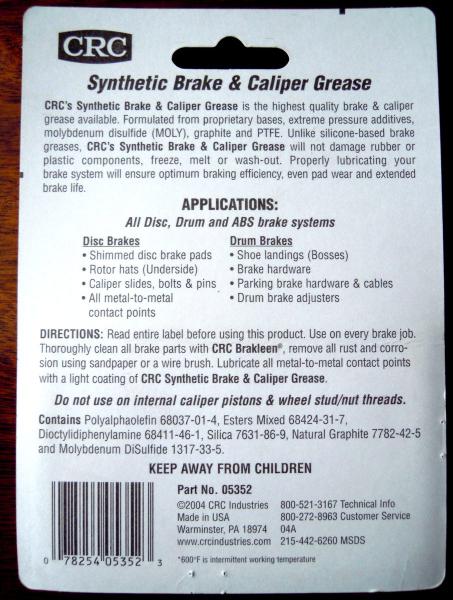 CRC
Synthetic Brake & Caliper Grease
CRC's Synthetic Brake & Caliper Grease is the highest quality brake & caliper
grease available. Formulated from proprietary bases, extreme pressure additives,
molybdenum disulfide (MOLY), graphite and PTFE. Unlike silicone-based brake
greases, CRC's Synthetic Brake & Caliper Grease will not damage rubber or
plastic components, freeze, melt or wash-out. Properly lubricating your
brake system will ensure optimum braking efficiency, even pad wear and extended
brake life.
APPLICATIONS:
All Disc, Drum and ABS brake systems
Disc Brakes
• Shimmed disc brake pads
• Rotor hats (Underside)
• Caliper slides, bolts & pins
• All metal-to-metal
contact points
Drum Brakes
• Shoe landings (Bosses)
• Brake hardware
• Parking brake hardware & cables
• Drum brake adjusters
DIRECTIONS: Read entire label before using this product. Use on every brake job.
Thoroughly clean all brake parts with CRC Brakleen®, remove all rust and corro-
sion using sandpaper or a wire brush. Lubricate all metal-to-metal contact points
with a light coating of CRC Synthetic Brake & Caliper Grease.
Do not use on internal caliper pistons & wheel stud/nut threads.
Contains Polyalphaolefin 68037-01-4, Esters Mixed 68424-31-7,
Dioctylidiphenylamine 68411-46-1, Silica 7631-86-9, Natural Graphite 7782-42-5
and Molybdenum DiSulfide 1317-33-5.
KEEP AWAY FROM CHILDREN
Part No. 05352
©2004 CRC Industries
Made in USA
Warminster, PA 18974
www.crcindustries.com
800-521-3167 Technical Info
800-272-8963 Customer Service
04A
215-442-6260 MSDS
*600°F is intermittent working temperature
0 78254 05352 3